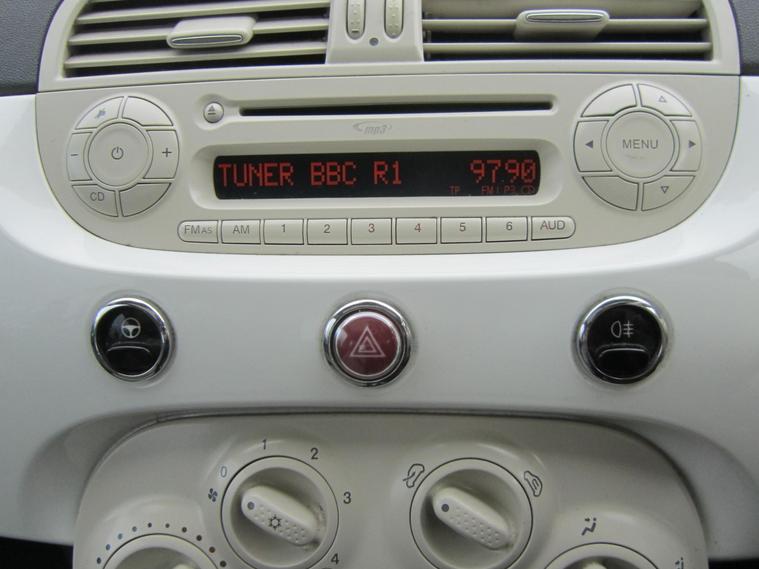 mp3
TUNER BBC R1 97.90
TP FM1 P3 CD
MENU
CD
FM AS AM 1 2 3 4 5 6 AUD
0 1 2 3 4